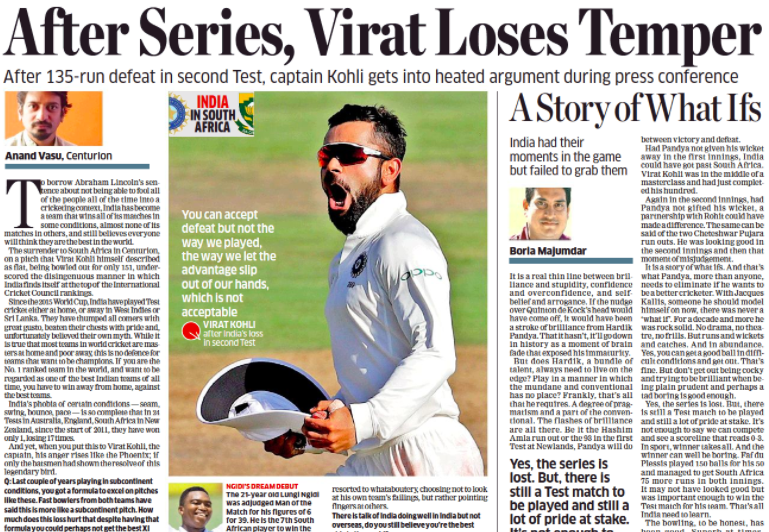 After Series, Virat Loses Temper
After 135-run defeat in second Test, captain Kohli gets into heated argument during press conference
Anand Vasu, Centurion
To borrow Abraham Lincoln's sen-
tence about not being able to fool all
of the people all of the time into a
cricketing context, India has become
a team that wins all of its matches in
some conditions, almost none of its
matches in others, and still believes everyone
will think they are the best in the world.
The surrender to South Africa in Centurion,
on a pitch that Virat Kohli himself described
as flat, being bowled out for only 151, under-
scored the disingenuous manner in which
India finds itself at the top of the International
Cricket Council rankings.
Since the 2015 World Cup, India have played Test
cricket either at home, or away in West Indies or
Sri Lanka. They have thumped all comers with
great gusto, beaten their chests with pride and,
unfortunately believed their own myth. While it
is true that most teams in world cricket are mas-
ters at home and poor away, this is no defence for
teams that want to be champions. If you are the
No. 1 ranked team in the world, and want to be
regarded as one of the best Indian teams of all
time, you have to win away from home, against
the best teams.
India's phobia of certain conditions — seam,
swing, bounce, pace — is so complete that in 24
Tests in Australia, England, South Africa in New
Zealand, since the start of 2011, they have won
only 1, losing 17 times.
And yet, when you put this to Virat Kohli, the
captain, his anger rises like the Phoenix; if
only the batsmen had shown the resolve of this
legendary bird.
Q: Last couple of years playing in subcontinent
conditions, you got a formula to excel on pitches
like these. Fast bowlers from both teams have
said this is more like a subcontinent pitch. How
much does this loss hurt that despite having that
formula you could perhaps not get the best XI
INDIA
IN SOUTH
AFRICA
You can accept
defeat but not the
way we played,
the way we let the
advantage slip
out of our hands,
which is not
acceptable
VIRAT KOHLI
after India's loss
in second Test
oppo
NGIDI'S DREAM DEBUT
The 21-year old Lungi Ngidi
was adjudged Man of the
Match for his figures of 6
for 39. He is the 7th South
African player to win the
resorted to whataboutery, choosing not to look
at his own team's failings, but rather pointing
fingers at others.
There is talk of India doing well in India but not
overseas, do you still believe you're the best
A Story of What Ifs
India had their
moments in the game
but failed to grab them
Boria Majumdar
It is a real thin line between bril-
liance and stupidity, confidence
and overconfidence, and self-
belief and arrogance. If the nudge
over Quinton de Kock's head would
have come off, it would have been
a stroke of brilliance from Hardik
Pandya. That it hasn't, it'll go down
in history as a moment of brain
fade that exposed his immaturity.
But does Hardik, a bundle of
talent, always need to live on the
edge? Play in a manner in which
the mundane and conventional
has no place? Frankly, that's all
that he requires. A degree of prag-
matism and a part of the conven-
tional. The flashes of brilliance
are all there. Be it the Hashim
Amla run out or the 93 in the first
Test at Newlands, Pandya will do
Yes, the series is
lost. But, there is
still a Test match to
be played and still a
lot of pride at stake.
It's not enough to
between victory and defeat.
Had Pandya not given his wicket
away in the first innings, India
could have got past South Africa.
Virat Kohli was in the middle of a
masterclass and had just complet-
ed his hundred.
Again in the second innings, had
Pandya not gifted his wicket, a
partnership with Rohit could have
made a difference. The same can be
said of the two Cheteshwar Pujara
run outs. He was looking good in
the second innings and then that
moment of misjudgement.
It is a story of what ifs. And that's
what Pandya, more than anyone,
needs to eliminate if he wants to
be a better cricketer. With Jacques
Kallis, someone he should model
himself on now, there was never a
"what if". For a decade and more he
was rock solid. No drama, no thea-
tre, no frills. But runs and wickets
and catches. And in abundance.
Yes, you can get a good ball in diffi-
cult conditions and get out. That's
fine. But don't get out being cocky
and trying to be brilliant when be-
ing plain prudent and perhaps a
tad boring is good enough.
Yes, the series is lost. But, there
is still a Test match to be played
and still a lot of pride at stake. It's
not enough to say we can compete
and see a scoreline that reads 0-3.
In sport, winner takes all. And the
winner can well be boring. Faf du
Plessis played 150 balls for his 50
and managed to get South Africa
75 more runs in both innings.
It may not have looked good but
was important enough to win the
Test match for his team. That's all
India need to learn.
The bowling, to be honest, has